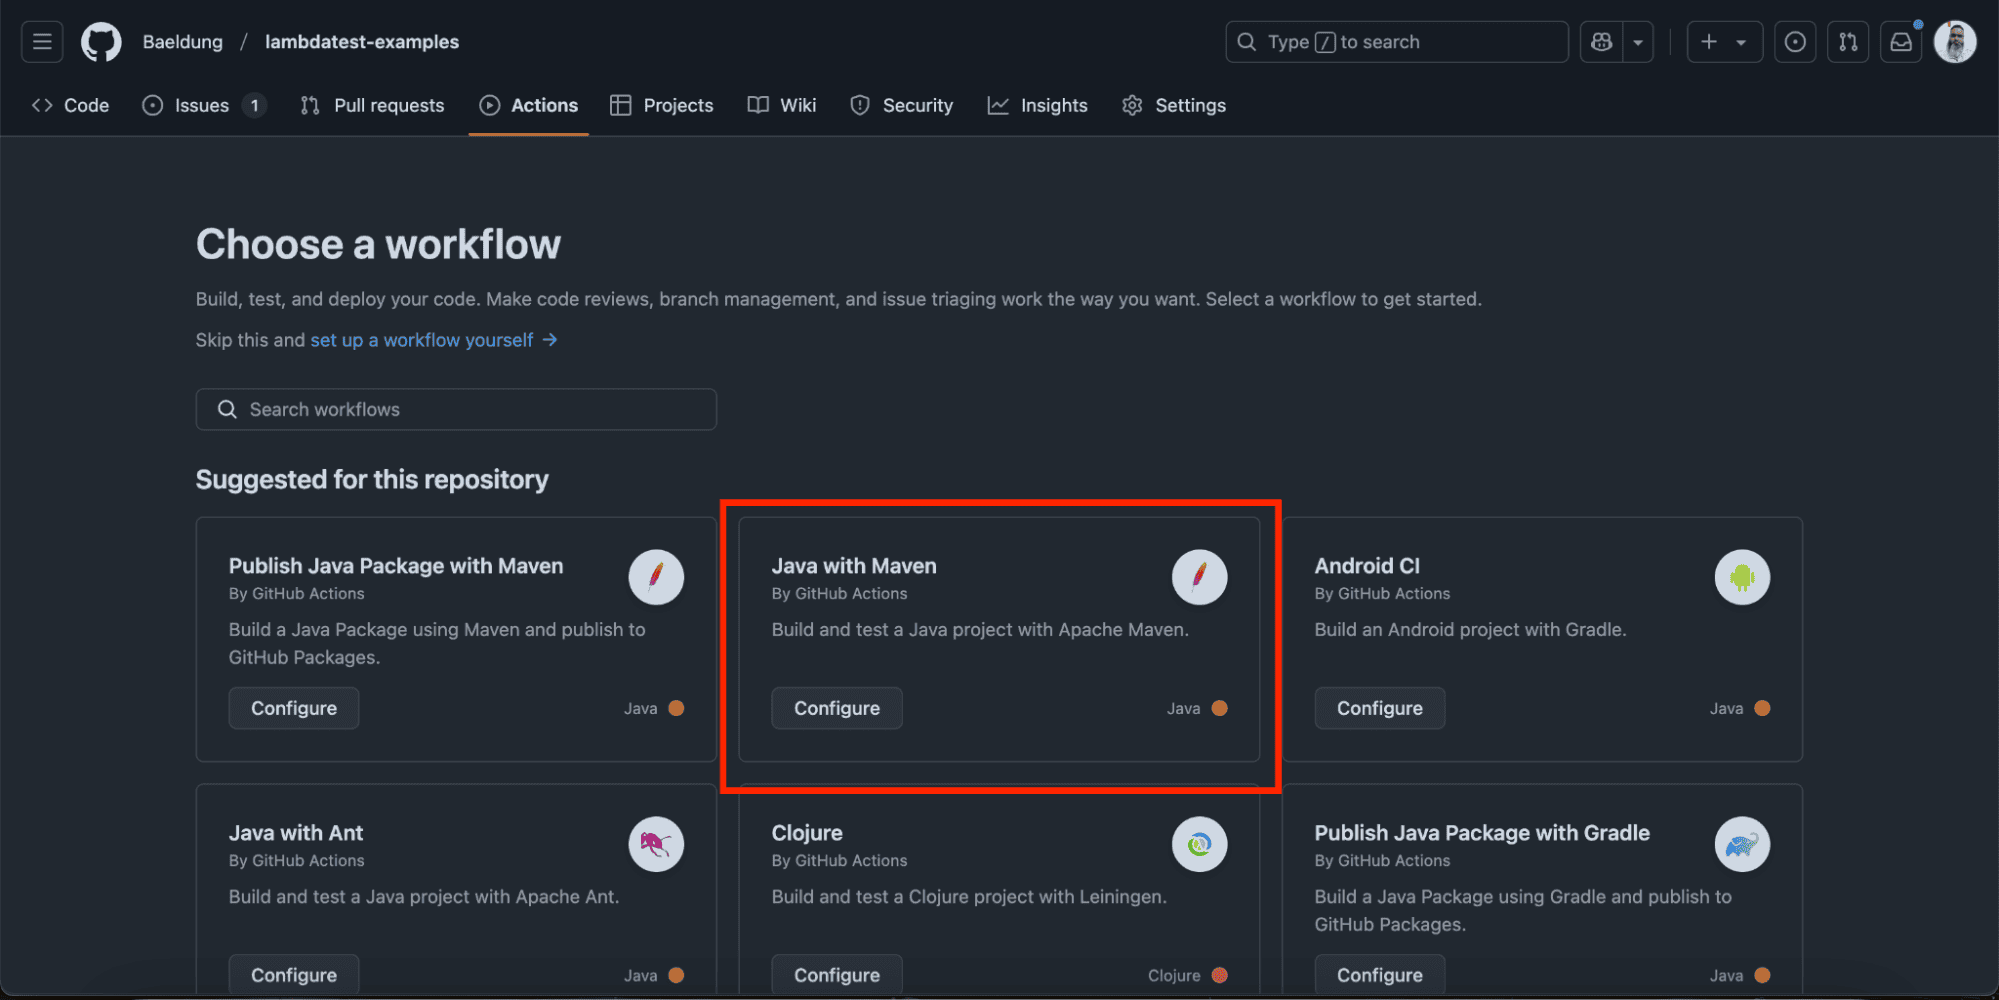 Baeldung / lambdatest-examples
Type / to search
Code
Issues 1
Pull requests
Actions
Projects
Wiki
Security
Insights
Settings
Choose a workflow
Build, test, and deploy your code. Make code reviews, branch management, and issue triaging work the way you want. Select a workflow to get started.
Skip this and set up a workflow yourself →
Search workflows
Suggested for this repository
Publish Java Package with Maven
By GitHub Actions
Build a Java Package using Maven and publish to
GitHub Packages.
Configure
Java
Java with Maven
By GitHub Actions
Build and test a Java project with Apache Maven.
Configure
Java
Android CI
By GitHub Actions
Build an Android project with Gradle.
Configure
Java
Java with Ant
By GitHub Actions
Build and test a Java project with Apache Ant.
Configure
Java
Clojure
By GitHub Actions
Build and test a Clojure project with Leiningen.
Configure
Clojure
Publish Java Package with Gradle
By GitHub Actions
Build a Java Package using Gradle and publish to
GitHub Packages.
Configure
Java